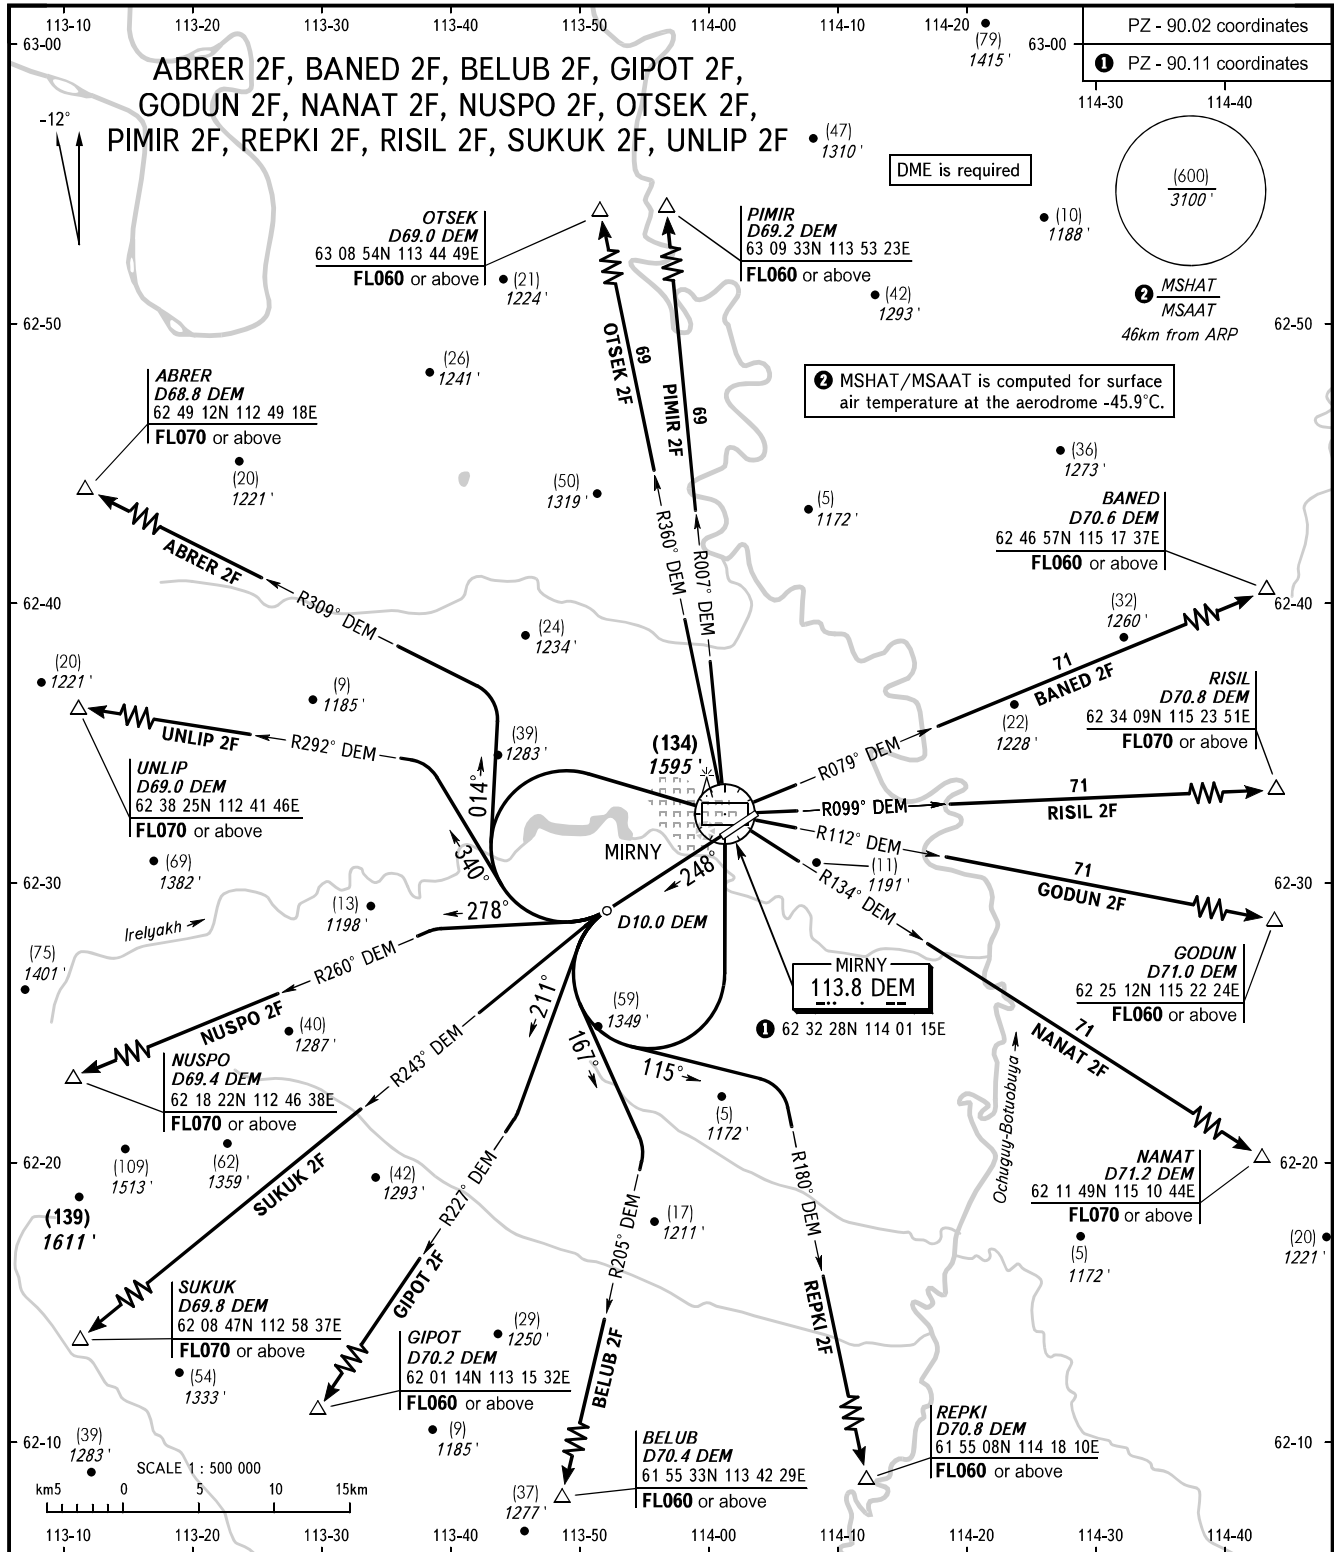 113-10
113-20
113-30
113-40
113-50
114-00
114-10
114-20
63-00
(79)
1415'
63-00
PZ - 90.02 coordinates
❶ PZ - 90.11 coordinates
114-30
114-40
ABRER 2F, BANED 2F, BELUB 2F, GIPOT 2F,
GODUN 2F, NANAT 2F, NUSPO 2F, OTSEK 2F,
PIMIR 2F, REPKI 2F, RISIL 2F, SUKUK 2F, UNLIP 2F
-12°
(47)
1310'
DME is required
(600)
3100'
(10)
1188'
❷ MSHAT
MSAAT
46km from ARP
OTSEK
D69.0 DEM
63 08 54N 113 44 49E
FL060 or above
PIMIR
D69.2 DEM
63 09 33N 113 53 23E
FL060 or above
(21)
1224'
(42)
1293'
62-50
62-50
OTSEK 2F
69
PIMIR 2F
69
(26)
1241'
❷ MSHAT/MSAAT is computed for surface
air temperature at the aerodrome -45.9°C.
ABRER
D68.8 DEM
62 49 12N 112 49 18E
FL070 or above
(20)
1221'
(50)
1319'
(5)
1172'
(36)
1273'
BANED
D70.6 DEM
62 46 57N 115 17 37E
FL060 or above
ABRER 2F
R309° DEM
R360° DEM
R007° DEM
62-40
62-40
(24)
1234'
(32)
1260'
(20)
1221'
(9)
1185'
71
BANED 2F
RISIL
D70.8 DEM
62 34 09N 115 23 51E
FL070 or above
(22)
1228'
UNLIP 2F
R292° DEM
(39)
1283'
(134)
1595'
R079° DEM
UNLIP
D69.0 DEM
62 38 25N 112 41 46E
FL070 or above
014°
R099° DEM
71
RISIL 2F
R112° DEM
MIRNY
340°
248°
(69)
1382'
(11)
1191'
71
GODUN 2F
62-30
62-30
R134° DEM
278°
(13)
1198'
D10.0 DEM
Irelyakh
(75)
1401'
R260° DEM
MIRNY
113.8 DEM
❶ 62 32 28N 114 01 15E
GODUN
D71.0 DEM
62 25 12N 115 22 24E
FL060 or above
211°
(59)
1349'
NUSPO 2F
(40)
1287'
R243° DEM
167°
115°
71
NANAT 2F
NUSPO
D69.4 DEM
62 18 22N 112 46 38E
FL070 or above
(5)
1172'
Ochuguy-Botuobuya
62-20
62-20
(109)
1513'
(62)
1359'
(42)
1293'
SUKUK 2F
R227° DEM
R180° DEM
NANAT
D71.2 DEM
62 11 49N 115 10 44E
FL070 or above
(139)
1611'
R205° DEM
(17)
1211'
(5)
1172'
(20)
1221'
GIPOT 2F
REPKI 2F
SUKUK
D69.8 DEM
62 08 47N 112 58 37E
FL070 or above
(29)
1250'
GIPOT
D70.2 DEM
62 01 14N 113 15 32E
FL060 or above
BELUB 2F
(54)
1333'
(9)
1185'
REPKI
D70.8 DEM
61 55 08N 114 18 10E
FL060 or above
62-10
62-10
(39)
1283'
BELUB
D70.4 DEM
61 55 33N 113 42 29E
FL060 or above
SCALE 1 : 500 000
km5 0 5 10 15km
(37)
1277'
113-10
113-20
113-30
113-40
113-50
114-00
114-10
114-20
114-30
114-40